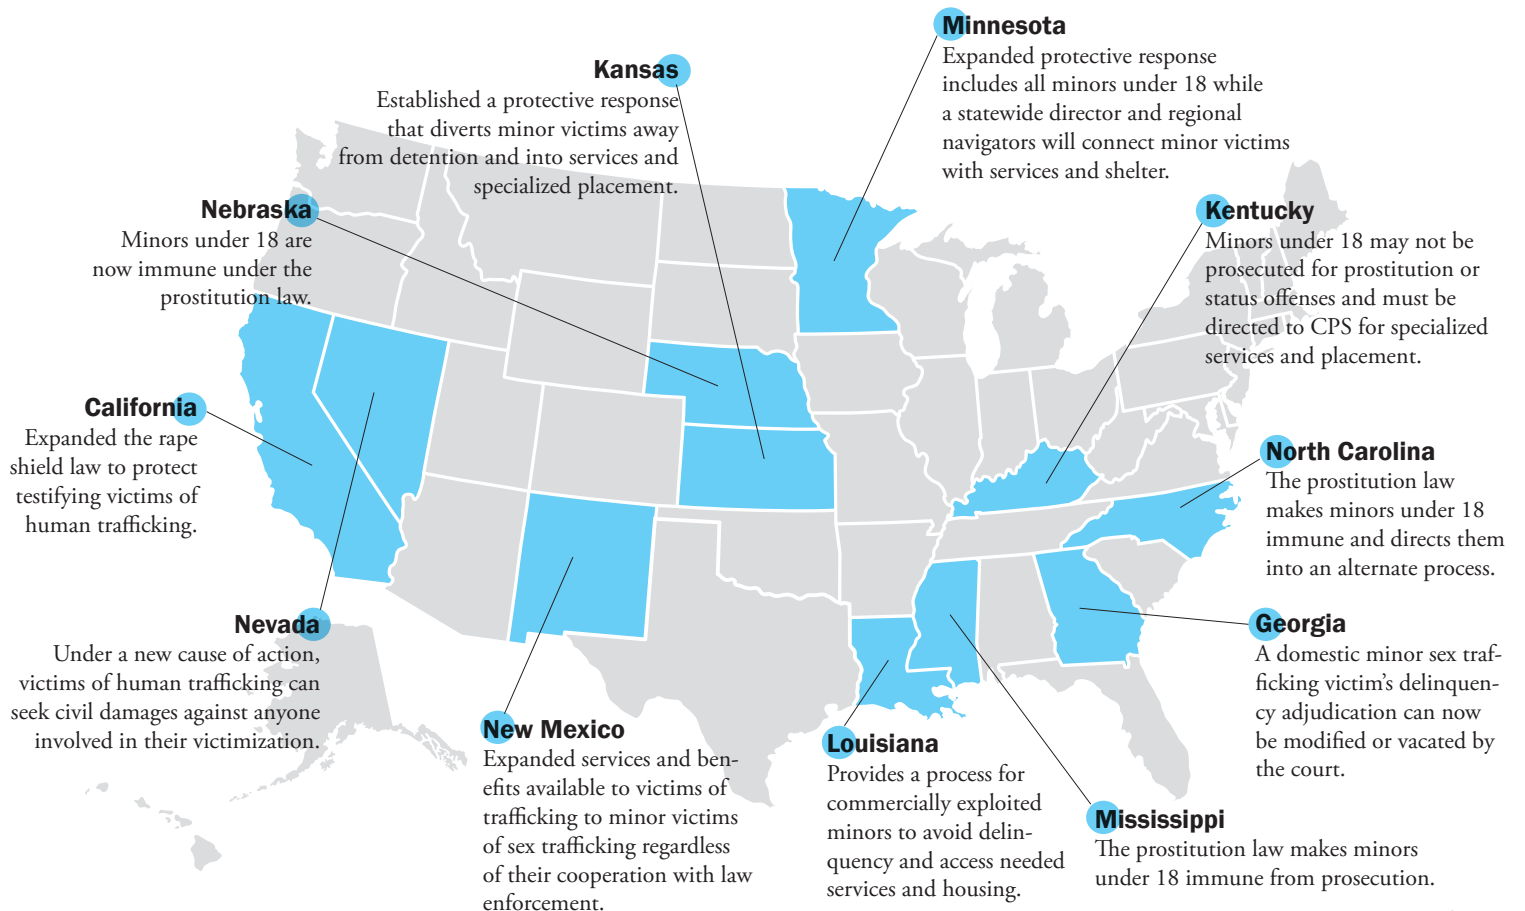 Minnesota
Expanded protective response
includes all minors under 18 while
a statewide director and regional
navigators will connect minor victims
with services and shelter.
Kansas
Established a protective response
that diverts minor victims away
from detention and into services and
specialized placement.
Nebraska
Minors under 18 are
now immune under the
prostitution law.
Kentucky
Minors under 18 may not be
prosecuted for prostitution or
status offenses and must be
directed to CPS for specialized
services and placement.
California
Expanded the rape
shield law to protect
testifying victims of
human trafficking.
North Carolina
The prostitution law
makes minors under 18
immune and directs them
into an alternate process.
Nevada
Under a new cause of action,
victims of human trafficking can
seek civil damages against anyone
involved in their victimization.
Georgia
A domestic minor sex traf-
ficking victim’s delinquen-
cy adjudication can now
be modified or vacated by
the court.
New Mexico
Expanded services and ben-
efits available to victims of
trafficking to minor victims
of sex trafficking regardless
of their cooperation with law
enforcement.
Louisiana
Provides a process for
commercially exploited
minors to avoid delin-
quency and access needed
services and housing.
Mississippi
The prostitution law makes minors
under 18 immune from prosecution.